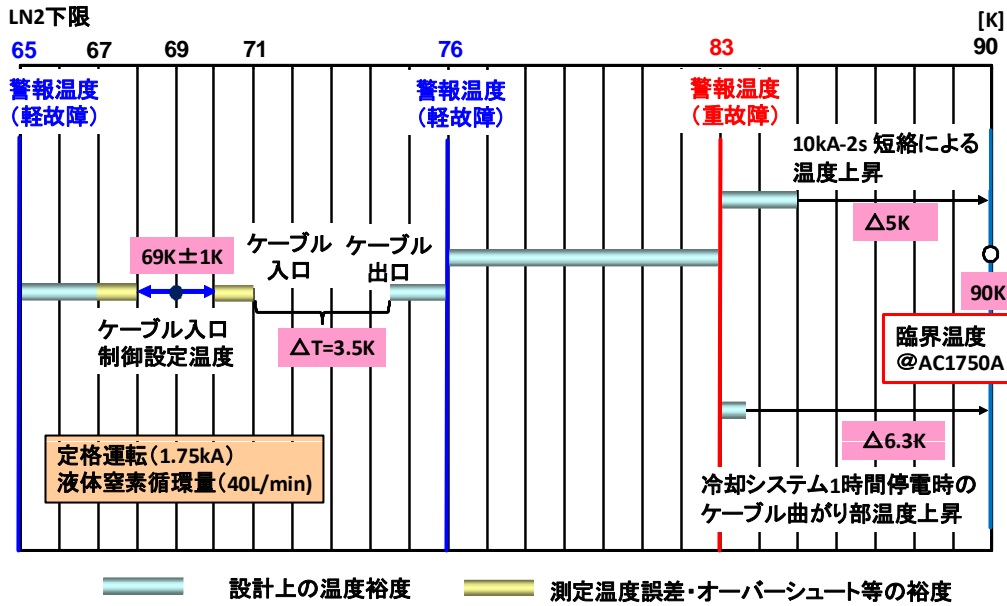 LN2下限
[K]
65 67 69 71 76 83 90
警報温度
(軽故障)
警報温度
(軽故障)
警報温度
(重故障)
10kA-2s 短絡による
温度上昇
△5K
69K±1K
ケーブル
入口
ケーブル
出口
90K
ケーブル入口
制御設定温度
△T=3.5K
臨界温度
@AC1750A
△6.3K
定格運転(1.75kA)
液体窒素循環量(40L/min)
冷却システム1時間停電時の
ケーブル曲がり部温度上昇
設計上の温度裕度
測定温度誤差・オーバーシュート等の裕度